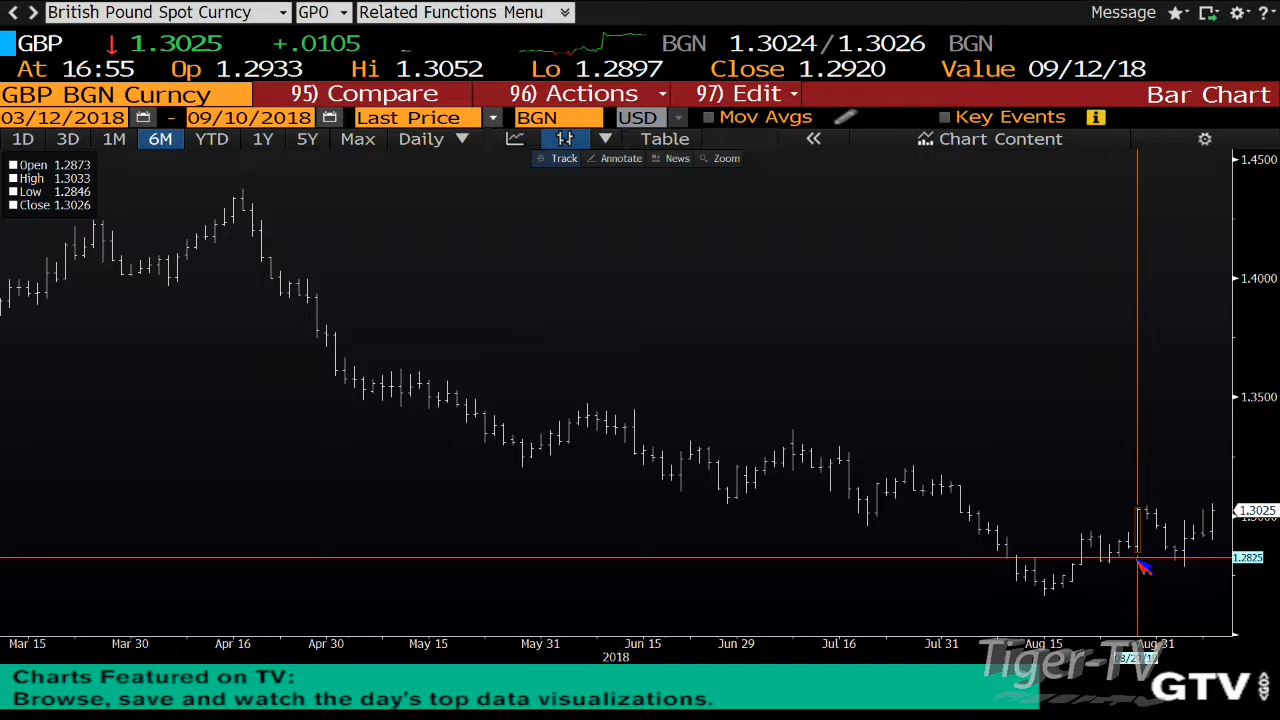 British Pound Spot Curncy GPO Related Functions Menu Message ?
GBP ↓ 1.3025 +.0105 BGN 1.3024/1.3026 BGN
At 16:55 Op 1.2933 Hi 1.3052 Lo 1.2897 Close 1.2920 Value 09/12/18
GBP BGN Curncy 95) Compare 96) Actions 97) Edit Bar Chart
03/12/2018 - 09/10/2018 Last Price BGN USD Mov Avgs Key Events i
1D 3D 1M 6M YTD 1Y 5Y Max Daily Table « Chart Content
Track Annotate News Zoom
Open 1.2873
High 1.3033
Low 1.2846
Close 1.3026
1.4500
1.4000
1.3500
1.3025
1.2825
Mar 15 Mar 30 Apr 16 Apr 30 May 31 Jun 15 Jun 29 Jul 16 Jul 31 Aug 15 Aug 31
2018
Tiger-TV
Charts Featured on TV:
Browse, save and watch the day's top data visualizations.
GTV